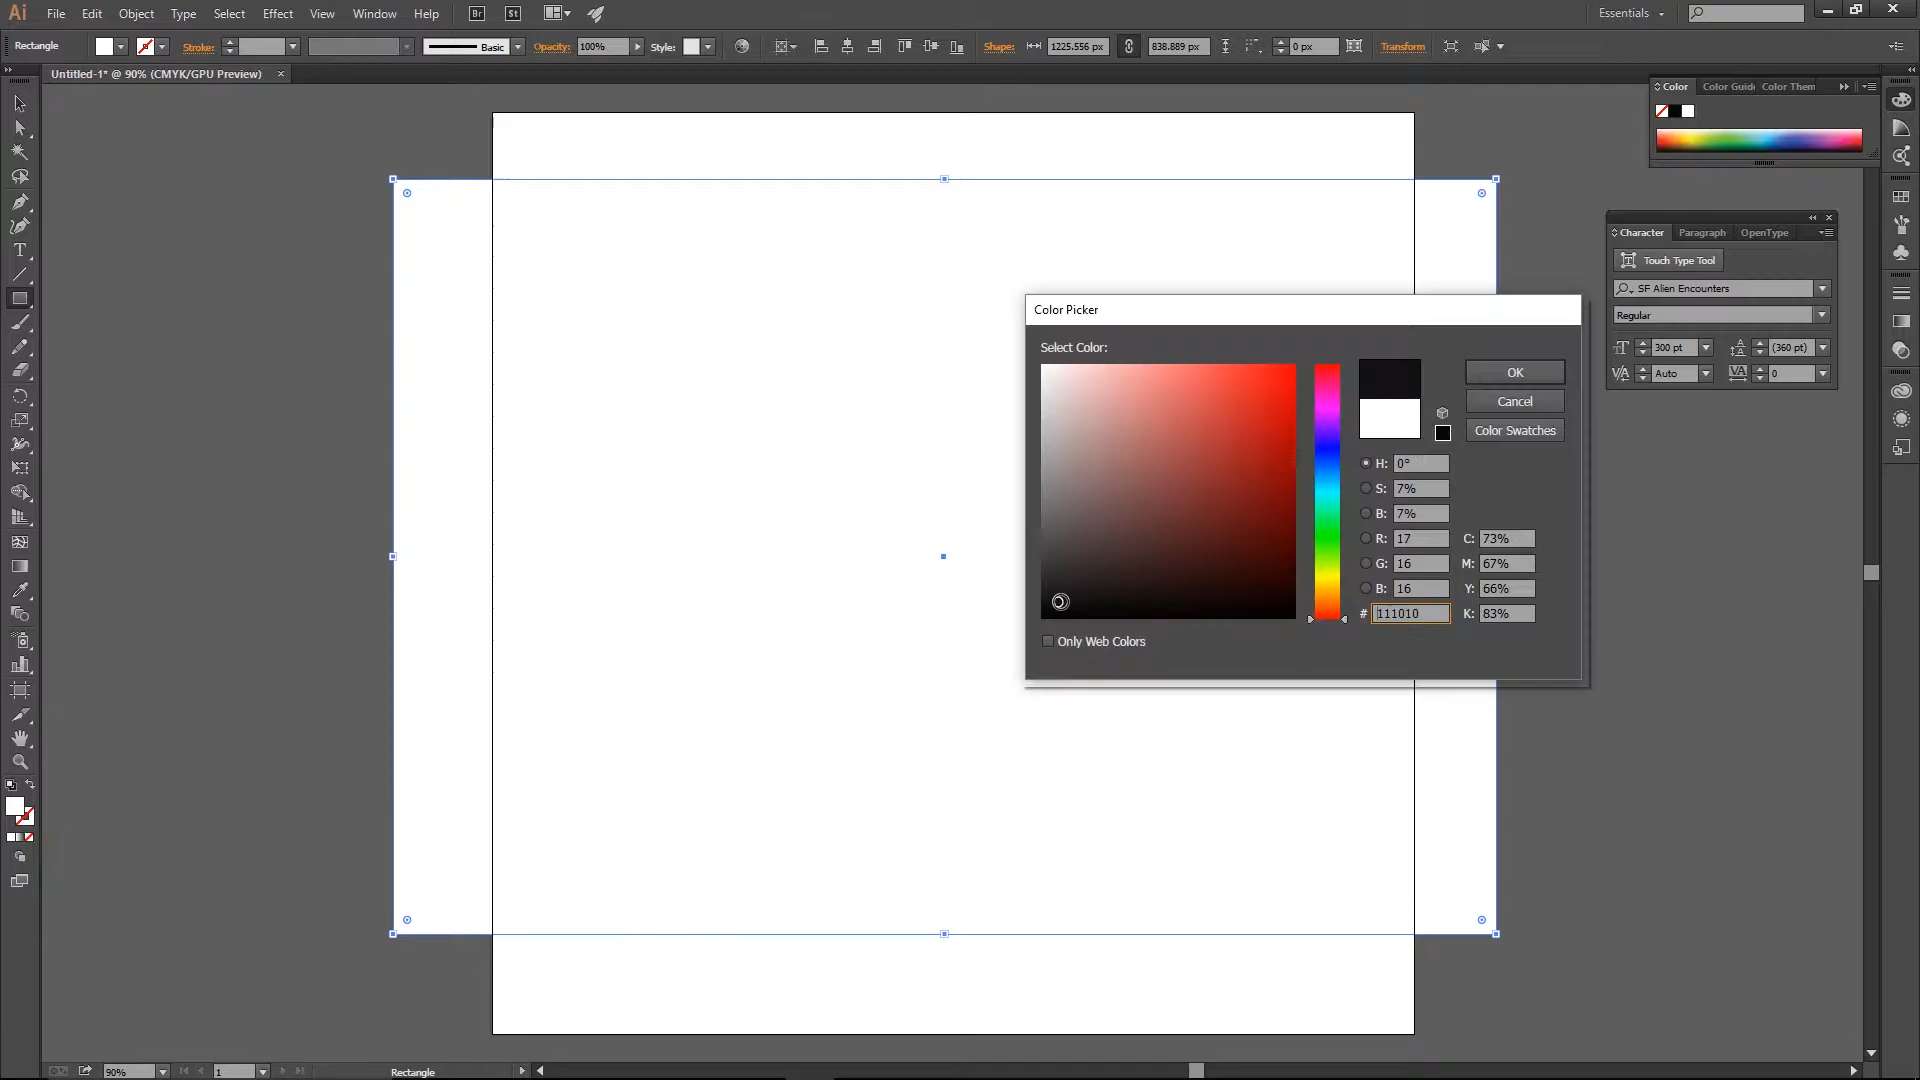 Ai File Edit Object Type Select Effect View Window Help Br St Essentials
Rectangle Stroke: Basic Opacity: 100% Style: Shape: 1225.556 px 838.889 px 0 px Transform
Untitled-1* @ 90% (CMYK/GPU Preview) ×
Color Color Guid Color Them
Character Paragraph OpenType
Touch Type Tool
SF Alien Encounters
Regular
300 pt (360 pt)
Auto 0
Color Picker
Select Color:
OK
Cancel
Color Swatches
H: 0°
S: 7%
B: 7%
R: 17 C: 73%
G: 16 M: 67%
B: 16 Y: 66%
# 111010 K: 83%
Only Web Colors
90% 1 Rectangle